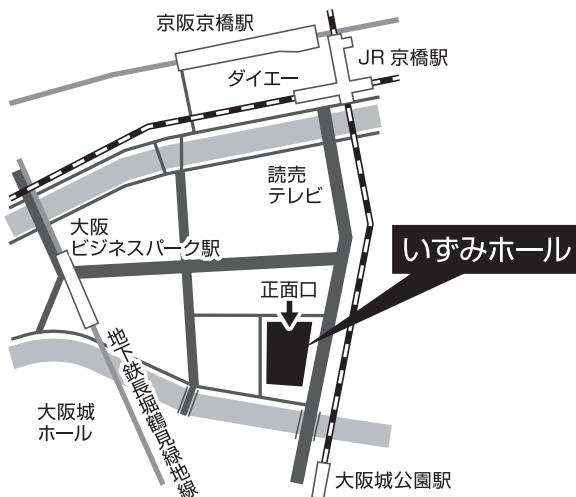 京阪京橋駅
JR 京橋駅
ダイエー
読売
テレビ
大阪
ビジネスパーク駅
いずみホール
正面口
地下鉄長堀鶴見緑地線
大阪城
ホール
大阪城公園駅